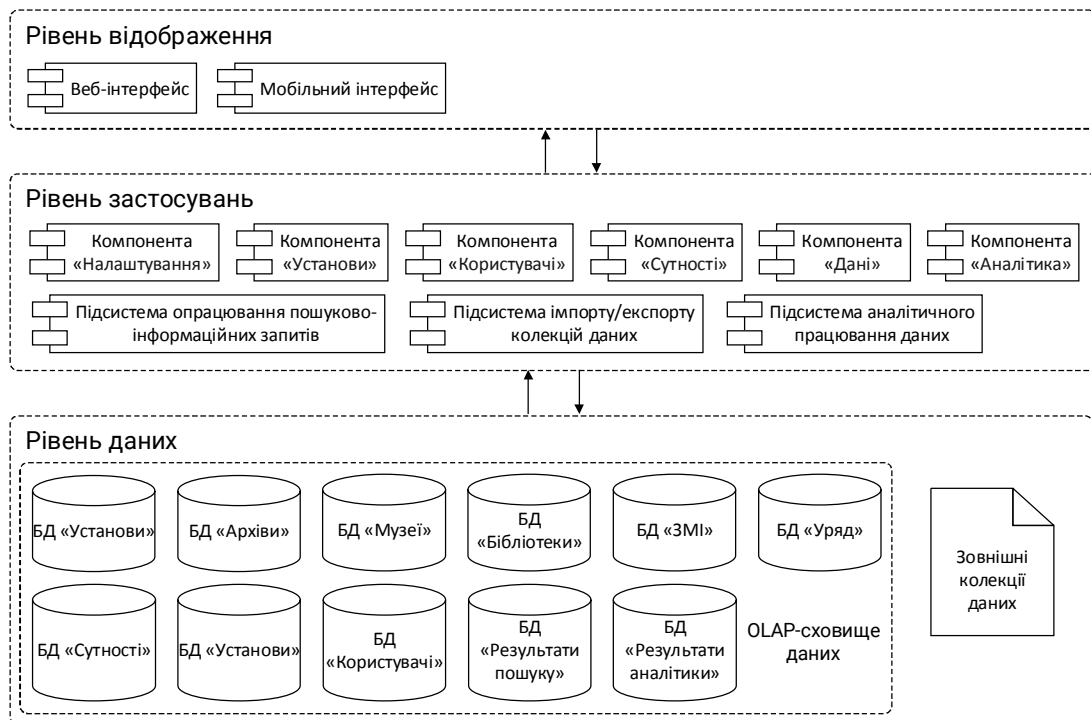 Рівень відображення
Веб-інтерфейс
Мобільний інтерфейс
Рівень застосувань
Компонента
«Налаштування»
Компонента
«Установи»
Компонента
«Користувачі»
Компонента
«Сутності»
Компонента
«Дані»
Компонента
«Аналітика»
Підсистема опрацювання пошуково-
інформаційних запитів
Підсистема імпорту/експорту
колекцій даних
Підсистема аналітичного
працювання даних
Рівень даних
БД «Установи»
БД «Архіви»
БД «Музеї»
БД
«Бібліотеки»
БД «ЗМІ»
БД «Уряд»
Зовнішні
колекції
даних
БД «Сутності»
БД «Установи»
БД
«Користувачі»
БД
«Результати
пошуку»
БД
«Результати
аналітики»
OLAP-сховище
даних